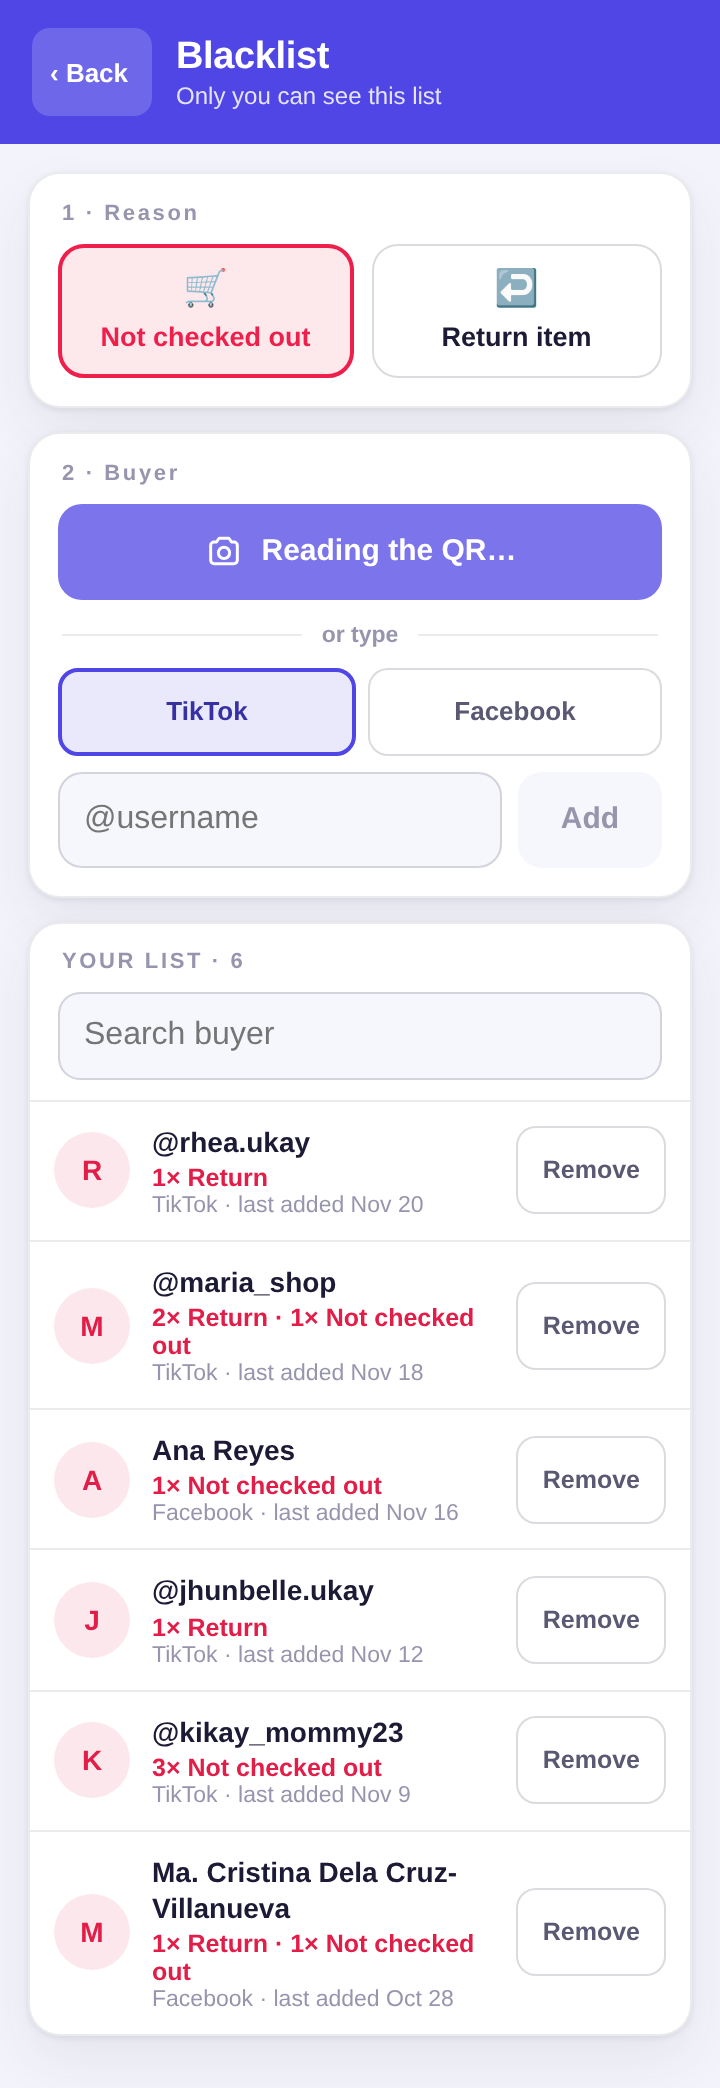 ‹ Back
Blacklist
Only you can see this list
1 · Reason
Not checked out
Return item
2 · Buyer
Reading the QR…
or type
TikTok
Facebook
@username
Add
YOUR LIST · 6
Search buyer
R
@rhea.ukay
1× Return
TikTok · last added Nov 20
Remove
M
@maria_shop
2× Return · 1× Not checked
out
TikTok · last added Nov 18
Remove
A
Ana Reyes
1× Not checked out
Facebook · last added Nov 16
Remove
J
@jhunbelle.ukay
1× Return
TikTok · last added Nov 12
Remove
K
@kikay_mommy23
3× Not checked out
TikTok · last added Nov 9
Remove
M
Ma. Cristina Dela Cruz-
Villanueva
1× Return · 1× Not checked
out
Facebook · last added Oct 28
Remove